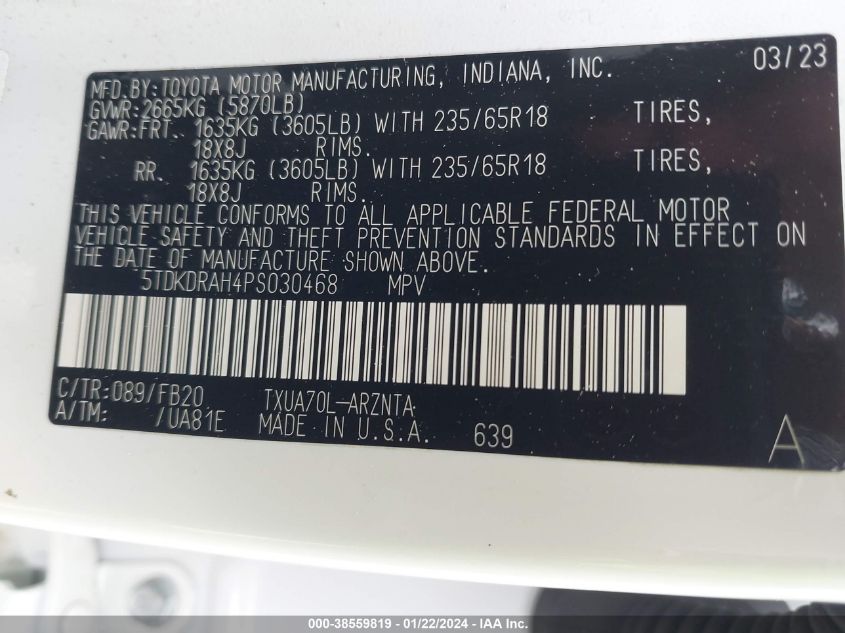 MFD.BY:TOYOTA MOTOR MANUFACTURING, INDIANA, INC. 03/23
GVWR:2665KG (5870LB)
GAWR:FRT. 1635KG (3605LB) WITH 235/65R18 TIRES,
18X8J RIMS.
RR. 1635KG (3605LB) WITH 235/65R18 TIRES,
18X8J RIMS.
THIS VEHICLE CONFORMS TO ALL APPLICABLE FEDERAL MOTOR
VEHICLE SAFETY AND THEFT PREVENTION STANDARDS IN EFFECT ON
THE DATE OF MANUFACTURE SHOWN ABOVE.
5TDKDRAH4PS030468 MPV
C/TR:089/FB20 TXUA70L-ARZNTA
A/TM: /UA81E MADE IN U.S.A. 639 A
000-38559819 - 01/22/2024 - IAA Inc.